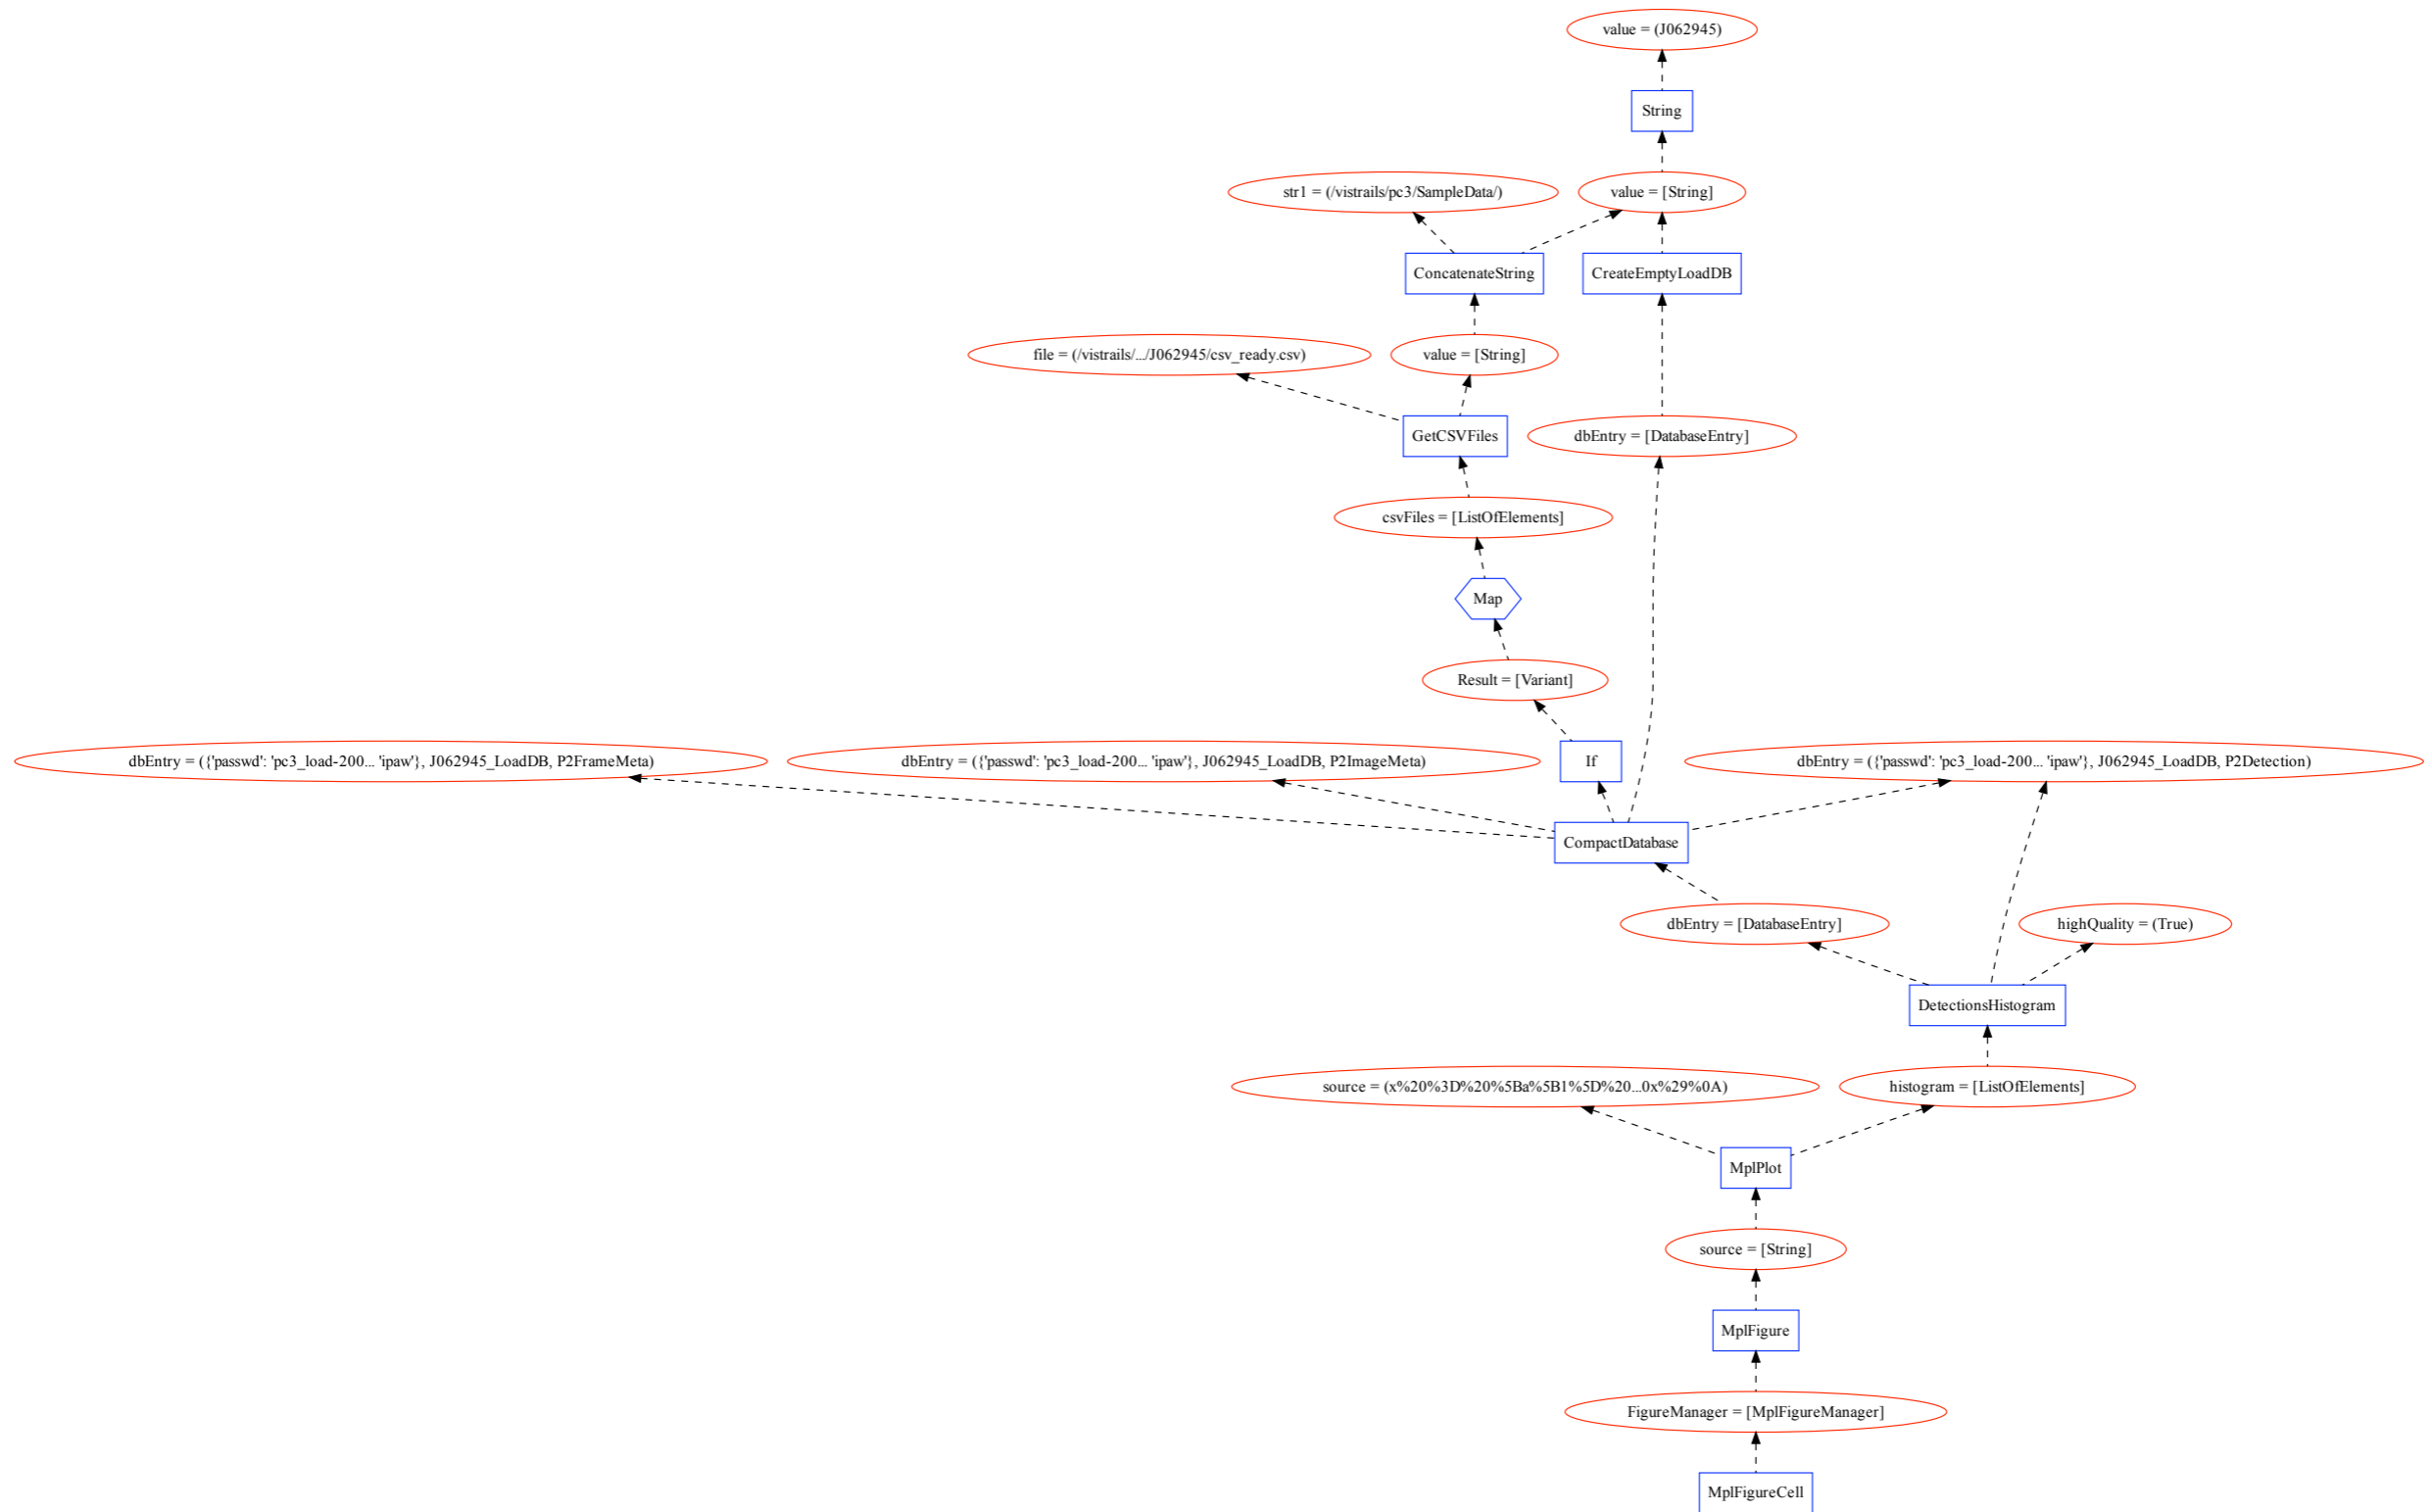 value = (J062945)
String
str1 = (/vistrails/pc3/SampleData/)
value = [String]
ConcatenateString
CreateEmptyLoadDB
file = (/vistrails/.../J062945/csv_ready.csv)
value = [String]
GetCSVFiles
dbEntry = [DatabaseEntry]
csvFiles = [ListOfElements]
Map
Result = [Variant]
dbEntry = ({'passwd': 'pc3_load-200... 'ipaw'}, J062945_LoadDB, P2FrameMeta)
dbEntry = ({'passwd': 'pc3_load-200... 'ipaw'}, J062945_LoadDB, P2ImageMeta)
If
dbEntry = ({'passwd': 'pc3_load-200... 'ipaw'}, J062945_LoadDB, P2Detection)
CompactDatabase
dbEntry = [DatabaseEntry]
highQuality = (True)
DetectionsHistogram
source = (x%20%3D%20%5Ba%5B1%5D%20...0x%29%0A)
histogram = [ListOfElements]
MplPlot
source = [String]
MplFigure
FigureManager = [MplFigureManager]
MplFigureCell